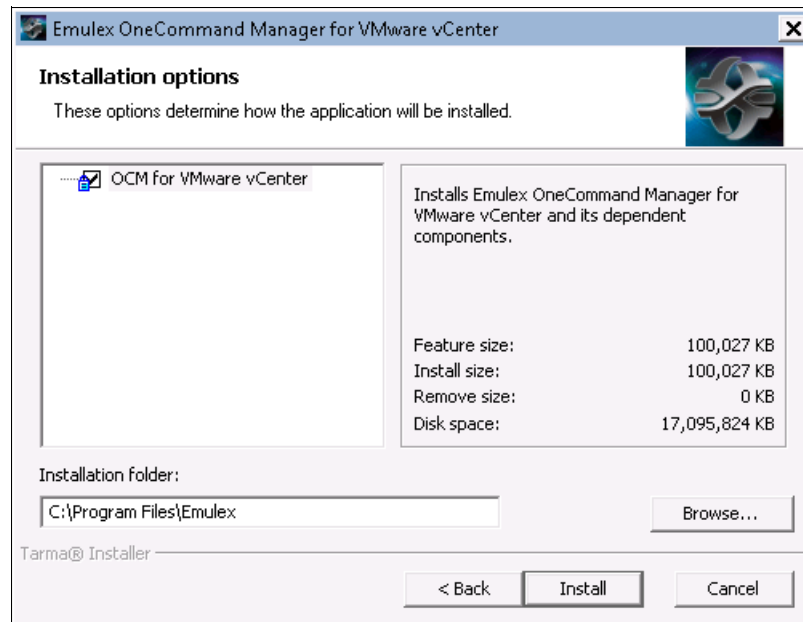 Emulex OneCommand Manager for VMware vCenter
Installation options
These options determine how the application will be installed.
OCM for VMware vCenter
Installs Emulex OneCommand Manager for
VMware vCenter and its dependent
components.
Feature size: 100,027 KB
Install size: 100,027 KB
Remove size: 0 KB
Disk space: 17,095,824 KB
Installation folder:
C:\Program Files\Emulex
Browse...
Tarma® Installer
< Back Install Cancel